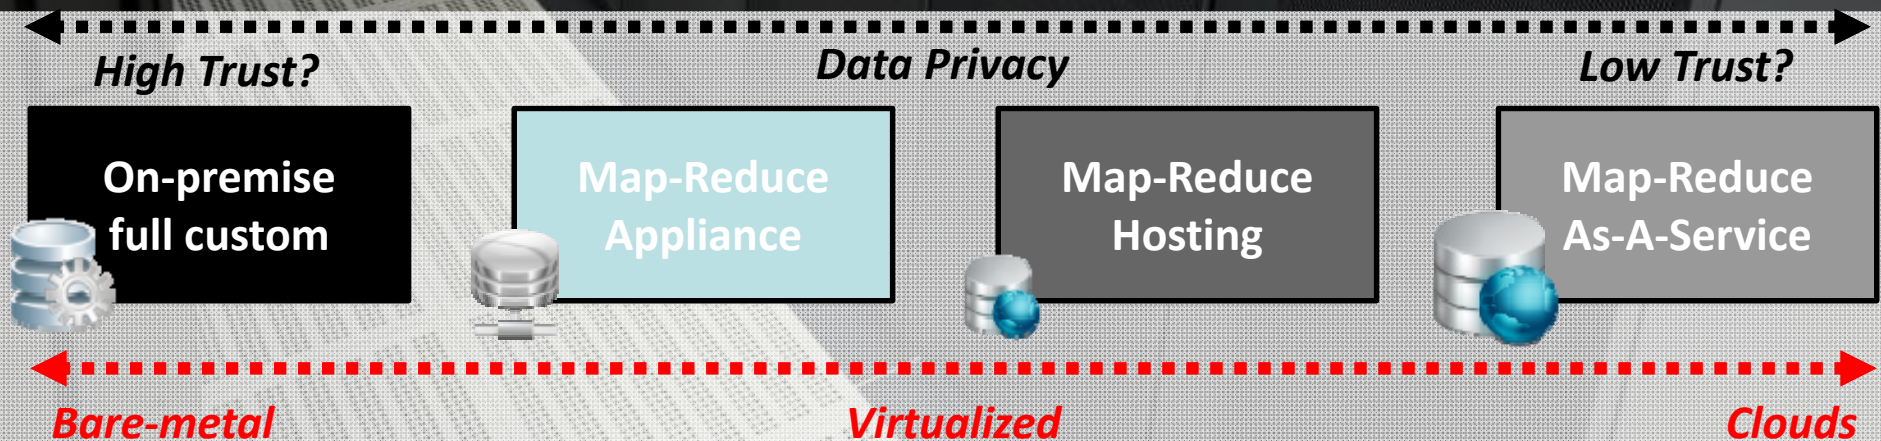 High Trust?
Data Privacy
Low Trust?
On-premise
full custom
Map-Reduce
Appliance
Map-Reduce
Hosting
Map-Reduce
As-A-Service
Bare-metal
Virtualized
Clouds